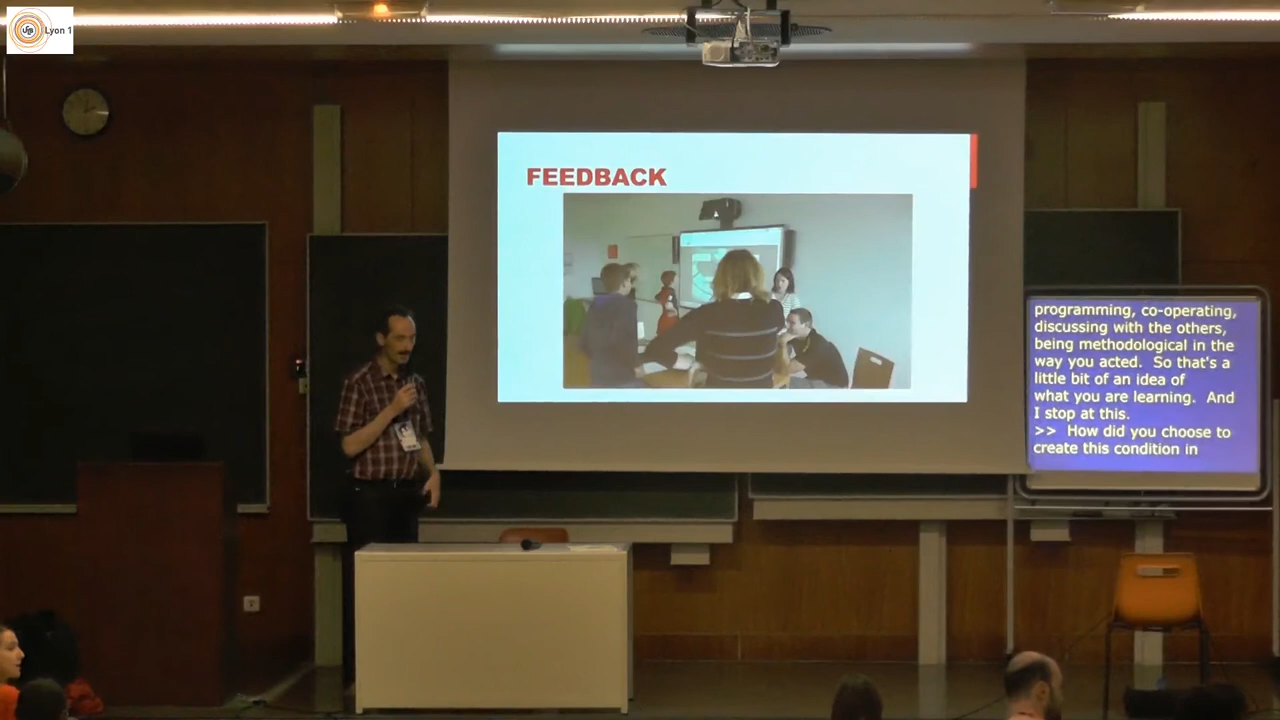 Lyon 1
FEEDBACK
programming, co-operating,
discussing with the others,
being methodological in the
way you acted. So that's a
little bit of an idea of
what you are learning. And
I stop at this.
>> How did you choose to
create this condition in